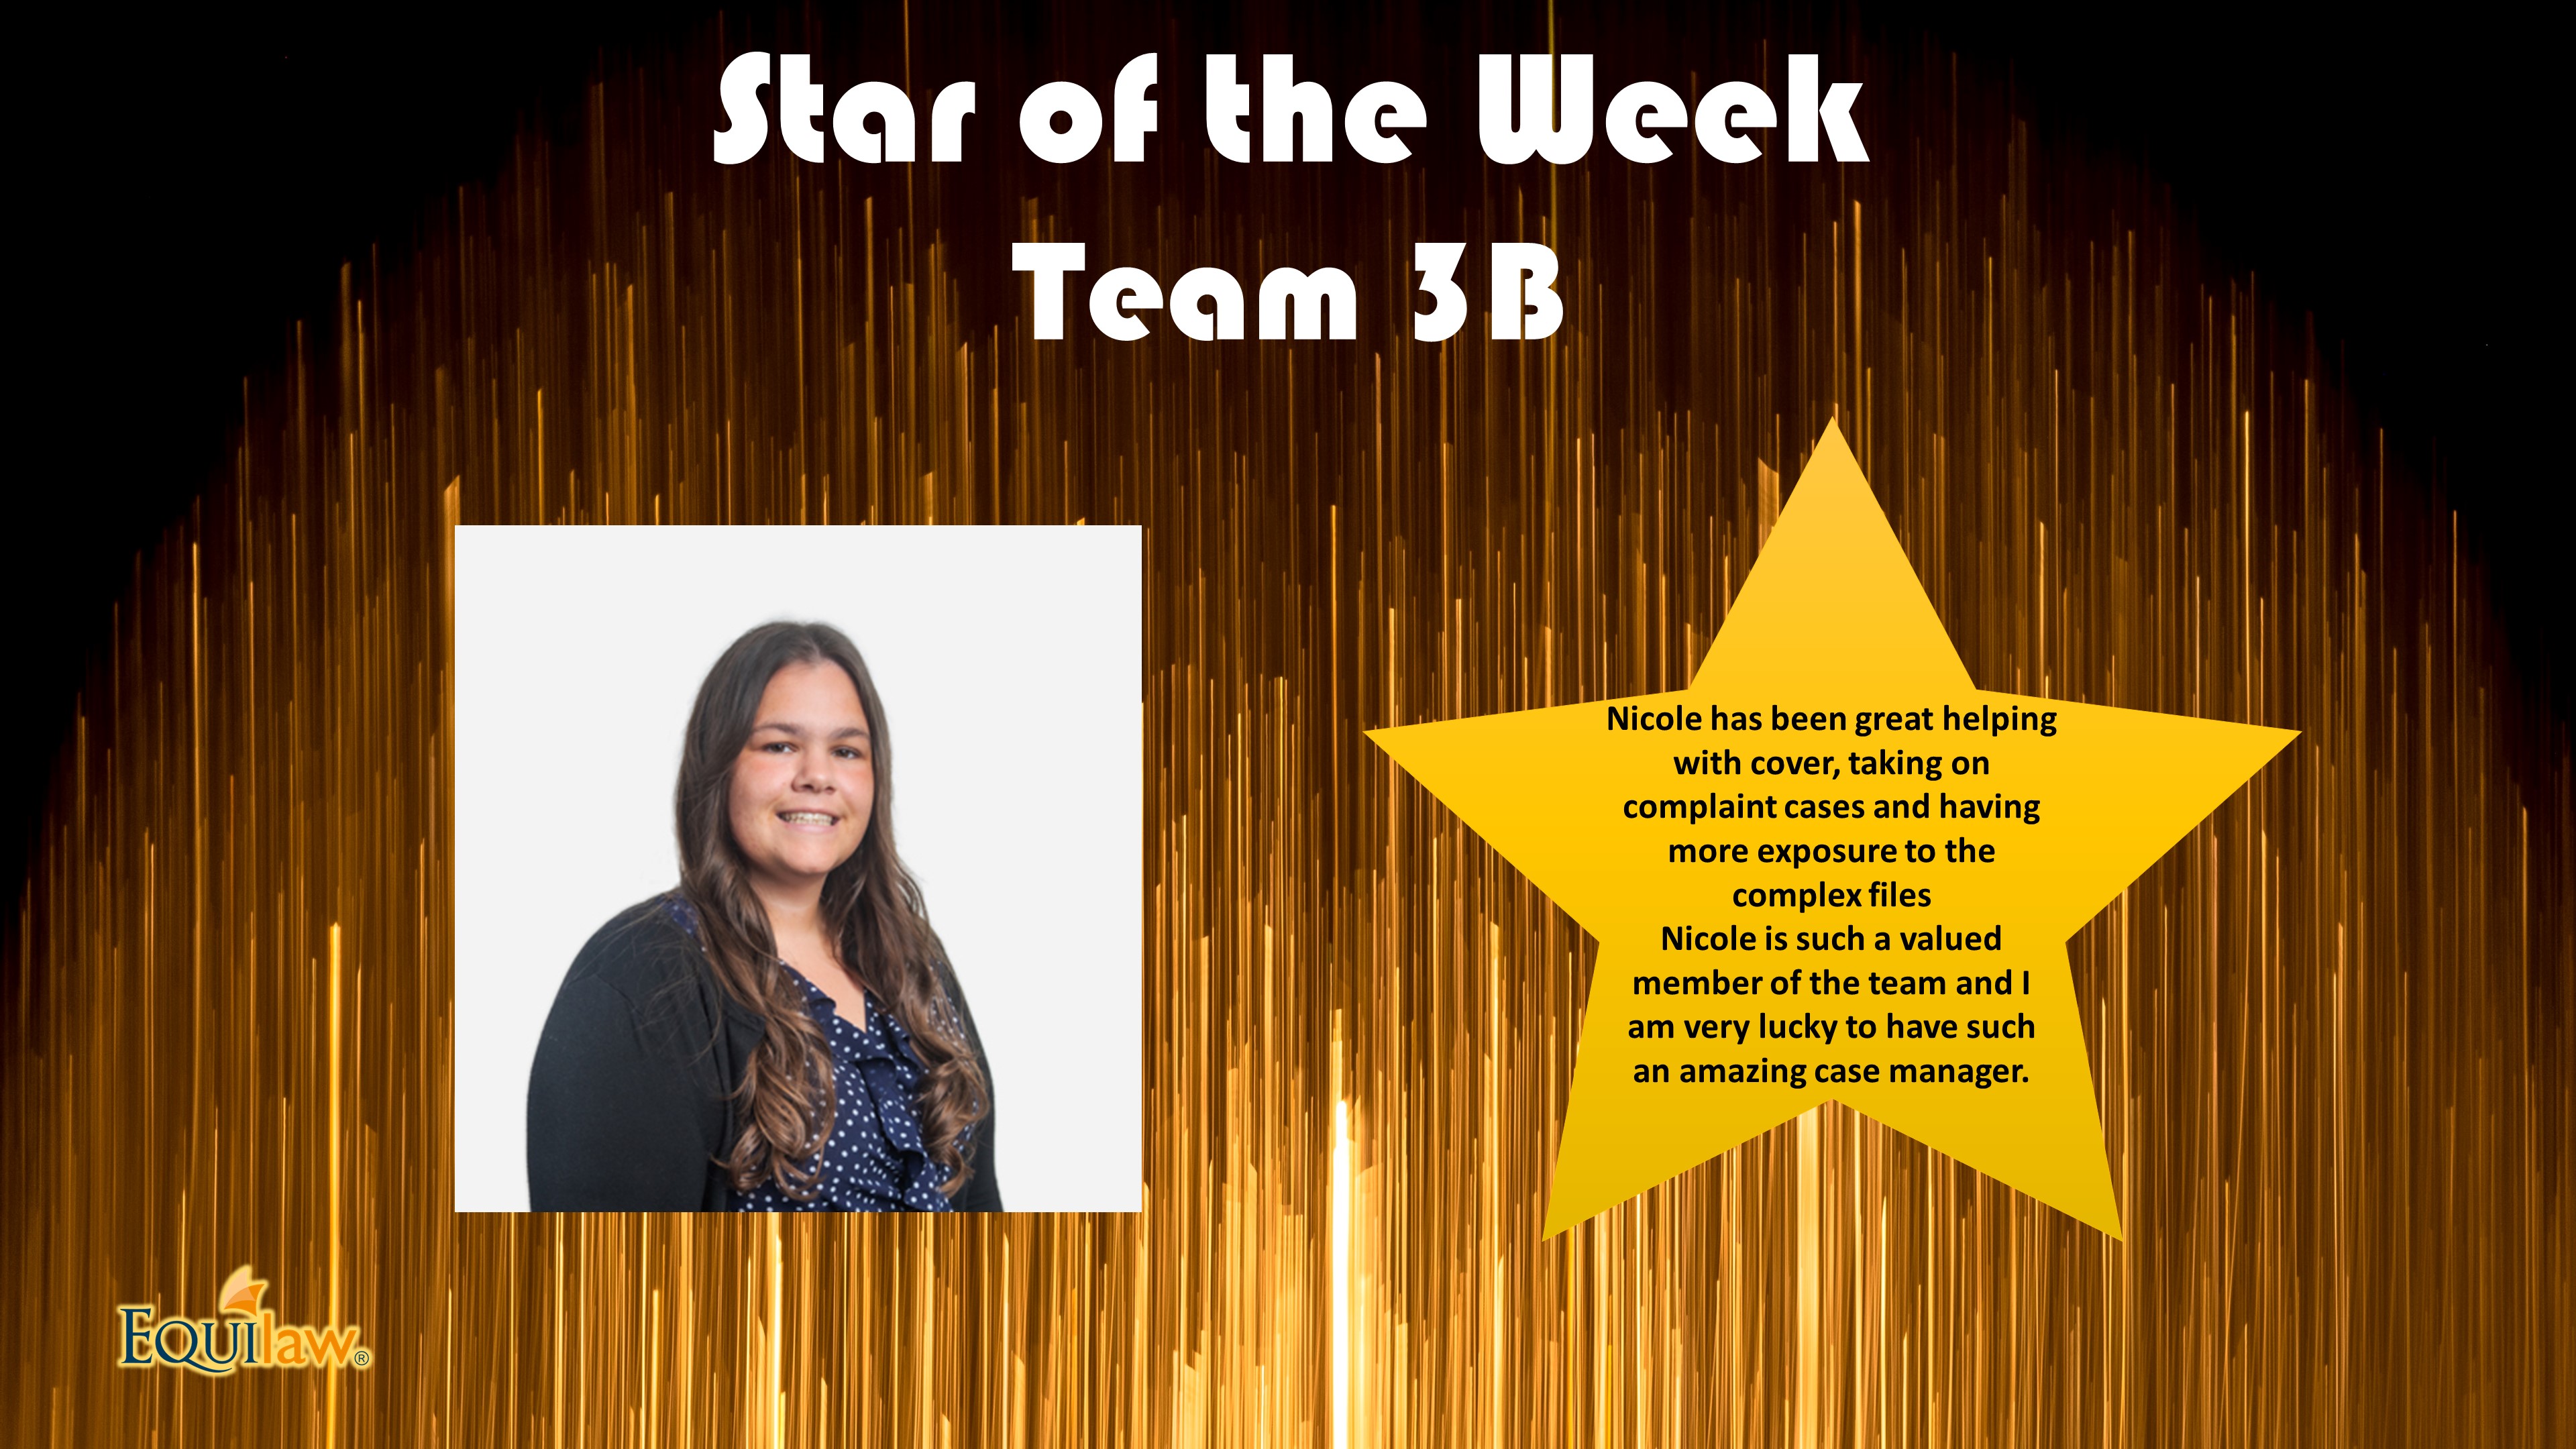 Star of the Week
Team 3B
Nicole has been great helping
with cover, taking on
complaint cases and having
more exposure to the
complex files
Nicole is such a valued
member of the team and I
am very lucky to have such
an amazing case manager.
EQUIlaw®